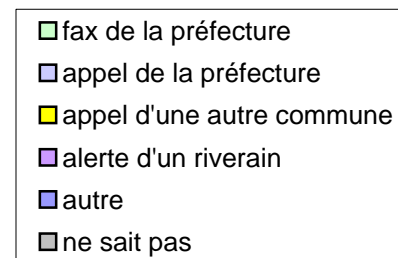 fax de la préfecture
appel de la préfecture
appel d'une autre commune
alerte d'un riverain
autre
ne sait pas